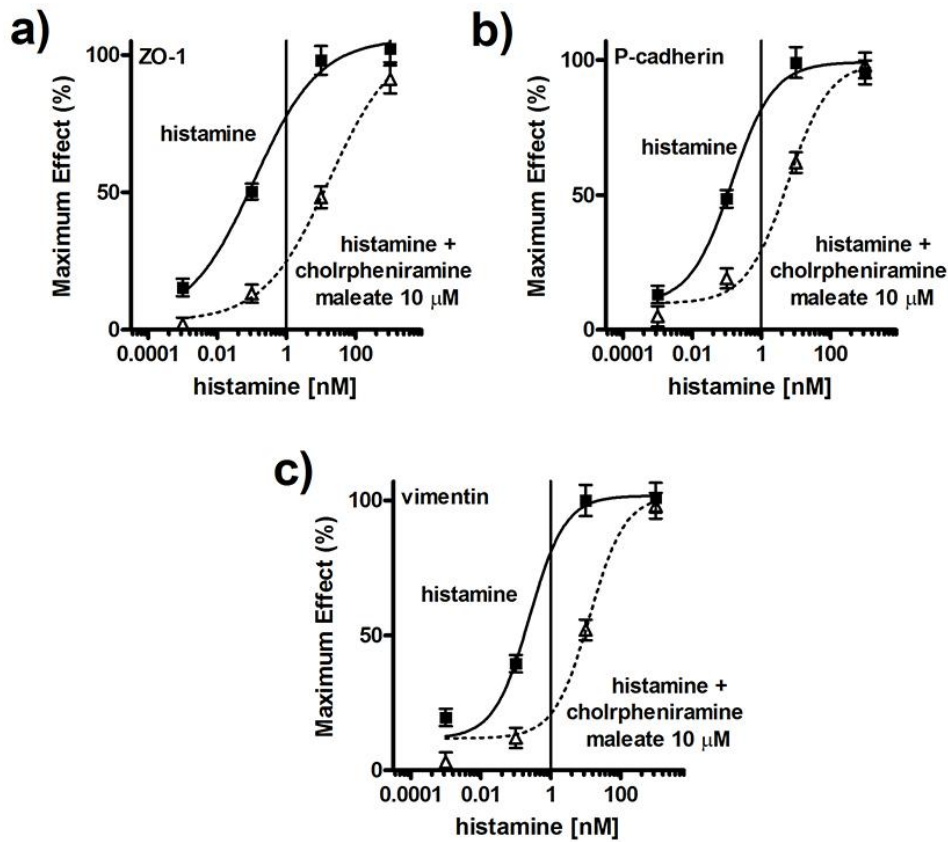 a)
ZO-1
100
50
0
Maximum Effect (%)
histamine
histamine +
cholrpheniramine
maleate 10 μM
0.0001 0.01 1 100
histamine [nM]
b)
P-cadherin
100
50
0
Maximum Effect (%)
histamine
histamine +
cholrpheniramine
maleate 10 μM
0.0001 0.01 1 100
histamine [nM]
c)
vimentin
100
50
0
Maximum Effect (%)
histamine
histamine +
cholrpheniramine
maleate 10 μM
0.0001 0.01 1 100
histamine [nM]